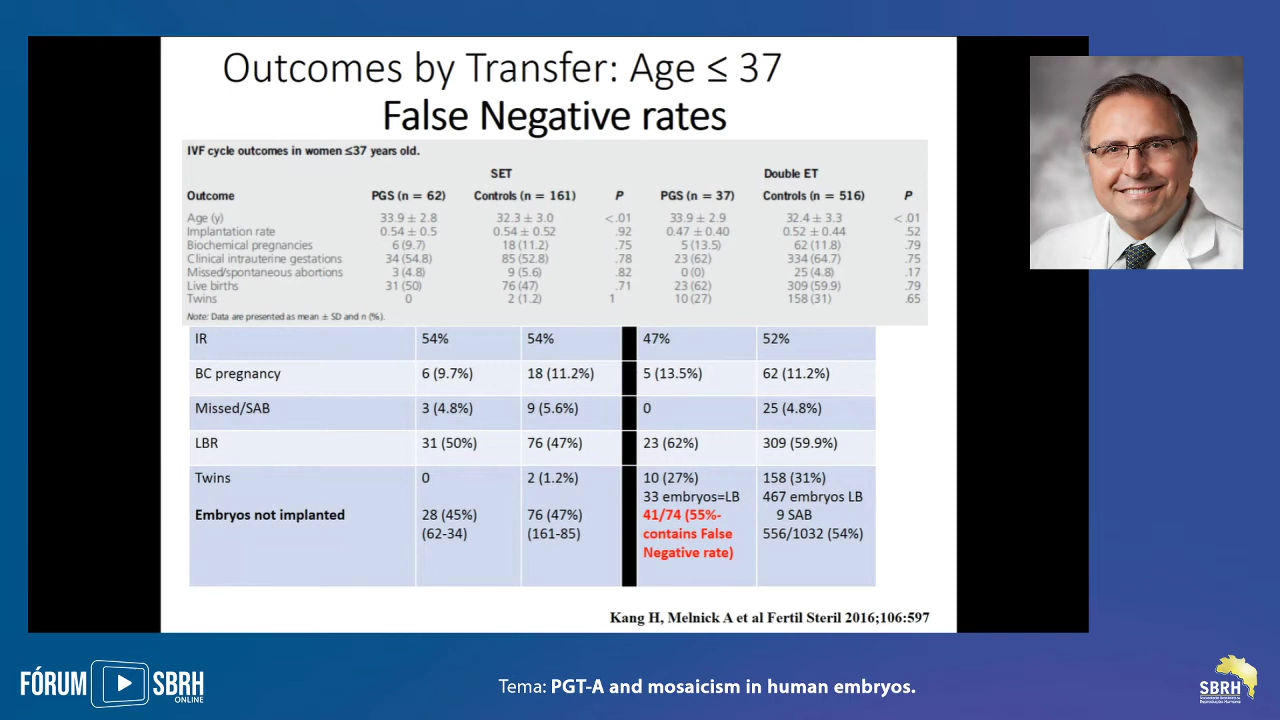 Outcomes by Transfer: Age ≤ 37
False Negative rates
IVF cycle outcomes in women ≤37 years old.
SET Double ET
Outcome PGS (n = 62) Controls (n = 161) P PGS (n = 37) Controls (n = 516) P
Age (y) 33.9 ± 2.8 32.3 ± 3.0 <.01 33.9 ± 2.9 32.4 ± 3.3 <.01
Implantation rate 0.54 ± 0.5 0.54 ± 0.52 .92 0.47 ± 0.40 0.52 ± 0.44 .52
Biochemical pregnancies 6 (9.7) 18 (11.2) .75 5 (13.5) 62 (11.8) .79
Clinical intrauterine gestations 34 (54.8) 85 (52.8) .78 23 (62) 334 (64.7) .75
Missed/spontaneous abortions 3 (4.8) 9 (5.6) .82 0 (0) 25 (4.8) .17
Live births 31 (50) 76 (47) .71 23 (62) 309 (59.9) .79
Twins 0 2 (1.2) 1 10 (27) 158 (31) .65
Note: Data are presented as mean ± SD and n (%).
IR 54% 54% 47% 52%
BC pregnancy 6 (9.7%) 18 (11.2%) 5 (13.5%) 62 (11.2%)
Missed/SAB 3 (4.8%) 9 (5.6%) 0 25 (4.8%)
LBR 31 (50%) 76 (47%) 23 (62%) 309 (59.9%)
Twins 0 2 (1.2%) 10 (27%) 158 (31%)
33 embryos=LB 467 embryos LB
Embryos not implanted 28 (45%) 76 (47%) 41/74 (55%- 9 SAB
(62-34) (161-85) contains False 556/1032 (54%)
Negative rate)
Kang H, Melnick A et al Fertil Steril 2016;106:597
FÓRUM SBRH
ONLINE
Tema: PGT-A and mosaicism in human embryos.
SBRH
Sociedade Brasileira de
Reprodução Humana